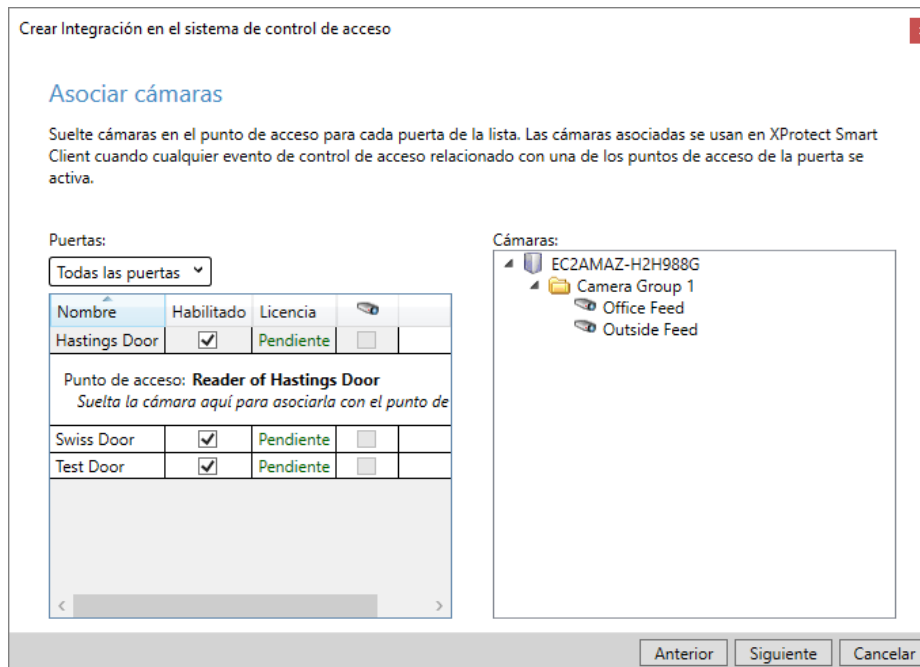 Crear Integración en el sistema de control de acceso
Asociar cámaras
Suelte cámaras en el punto de acceso para cada puerta de la lista. Las cámaras asociadas se usan en XProtect Smart
Client cuando cualquier evento de control de acceso relacionado con una de los puntos de acceso de la puerta se
activa.
Puertas:
Todas las puertas
Nombre Habilitado Licencia
Hastings Door Pendiente
Punto de acceso: Reader of Hastings Door
Suelta la cámara aquí para asociarla con el punto de
Swiss Door Pendiente
Test Door Pendiente
Cámaras:
EC2AMAZ-H2H988G
Camera Group 1
Office Feed
Outside Feed
Anterior Siguiente Cancelar